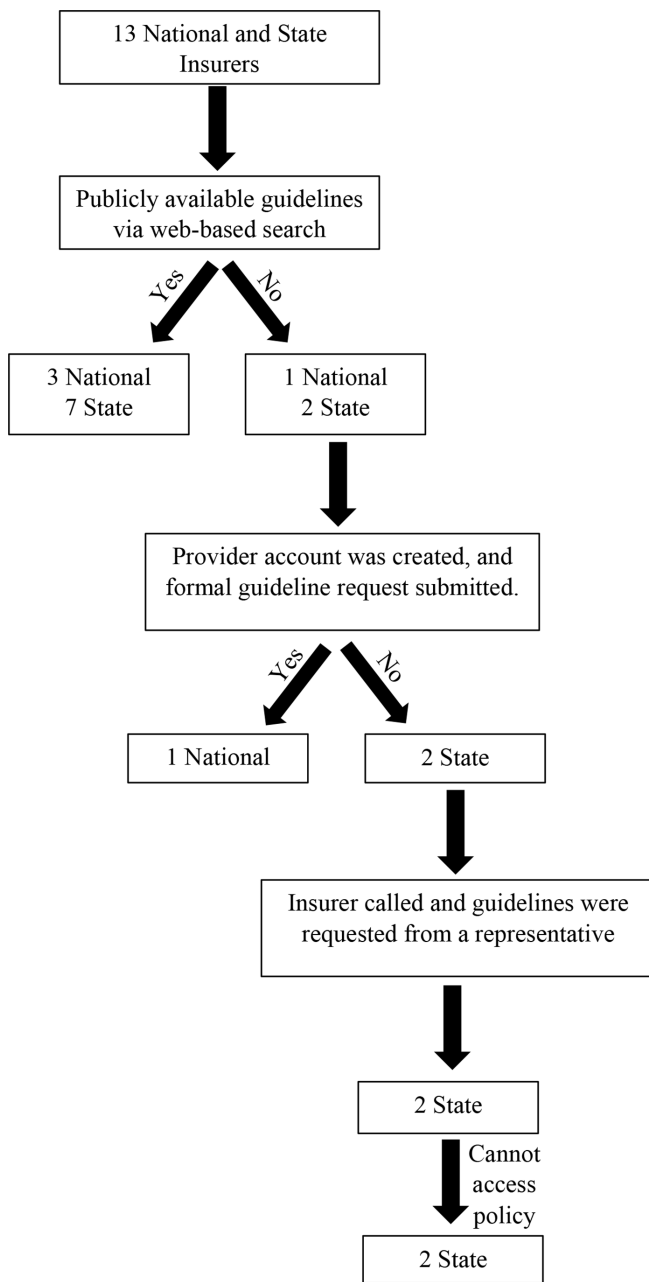 13 National and State
Insurers
Publicly available guidelines
via web-based search
Yes
No
3 National
7 State
1 National
2 State
Provider account was created, and
formal guideline request submitted.
Yes
No
1 National
2 State
Insurer called and guidelines were
requested from a representative
2 State
Cannot
access
policy
2 State